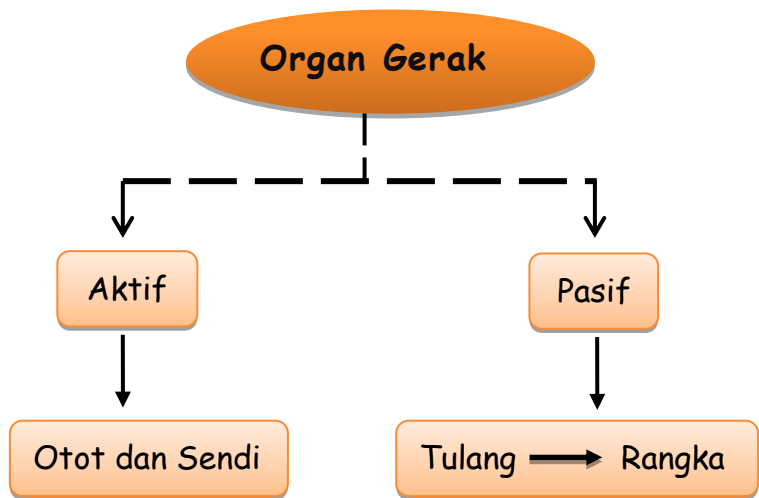 Organ Gerak
Aktif
Pasif
Otot dan Sendi
Tulang Rangka